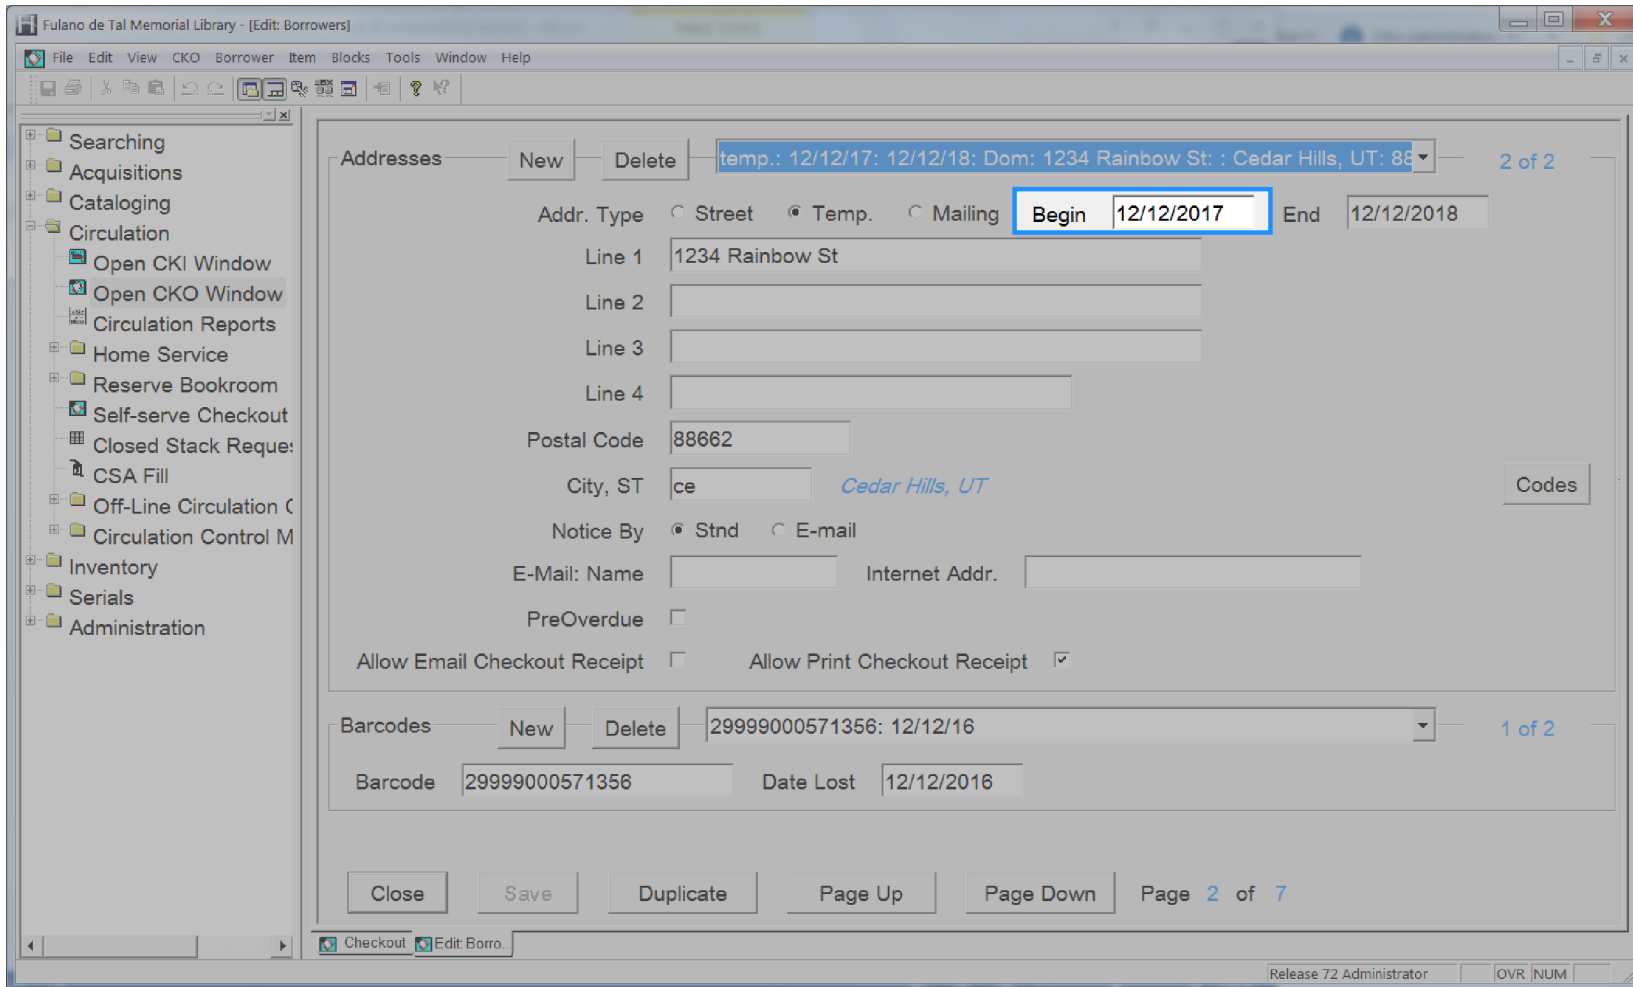 Fulano de Tal Memorial Library - [Edit: Borrowers]
File Edit View CKO Borrower Item Blocks Tools Window Help
Searching
Acquisitions
Cataloging
Circulation
Open CKI Window
Open CKO Window
Circulation Reports
Home Service
Reserve Bookroom
Self-serve Checkout
Closed Stack Reque
CSA Fill
Off-Line Circulation
Circulation Control M
Inventory
Serials
Administration
Addresses New Delete temp.: 12/12/17: 12/12/18: Dom: 1234 Rainbow St: : Cedar Hills, UT: 88 2 of 2
Addr. Type Street Temp. Mailing Begin 12/12/2017 End 12/12/2018
Line 1 1234 Rainbow St
Line 2
Line 3
Line 4
Postal Code 88662
City, ST ce Cedar Hills, UT Codes
Notice By Stnd E-mail
E-Mail: Name Internet Addr.
PreOverdue
Allow Email Checkout Receipt Allow Print Checkout Receipt
Barcodes New Delete 29999000571356: 12/12/16 1 of 2
Barcode 29999000571356 Date Lost 12/12/2016
Close Save Duplicate Page Up Page Down Page 2 of 7
Checkout Edit: Borro...
Release 72 Administrator OVR NUM